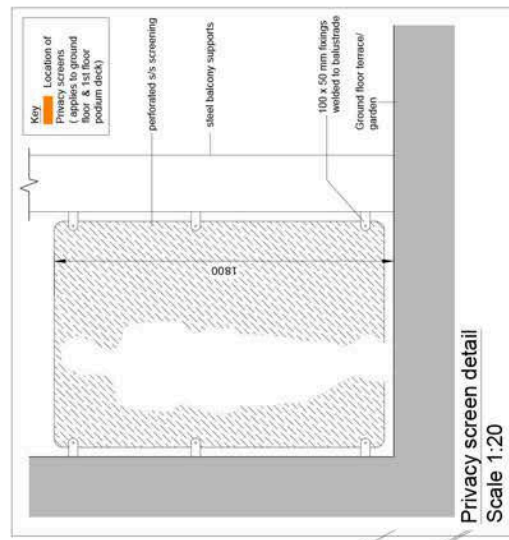 Key
Location of
Privacy screens
( applies to ground
floor & 1st floor
podium deck)
perforated s/s screening
steel balcony supports
100 x 50 mm fixings
welded to balustrade
Ground floor terrace/
garden
1800
Privacy screen detail
Scale 1:20